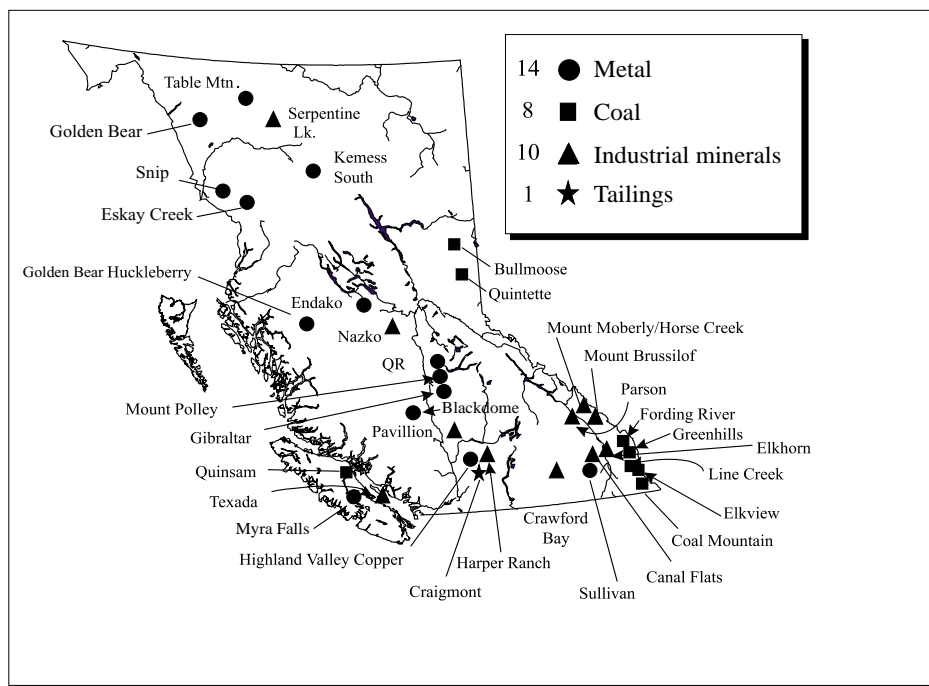 14 Metal
8 Coal
10 Industrial minerals
1 Tailings
Table Mtn.
Golden Bear
Serpentine
Lk.
Kemess
South
Snip
Eskay Creek
Bullmoose
Quintette
Golden Bear Huckleberry
Endako
Nazko
Mount Moberly/Horse Creek
Mount Brussilof
QR
Parson
Mount Polley
Blackdome
Fording River
Gibraltar
Pavillion
Greenhills
Elkhorn
Quinsam
Line Creek
Texada
Elkview
Myra Falls
Crawford
Bay
Coal Mountain
Highland Valley Copper
Harper Ranch
Canal Flats
Craigmont
Sullivan